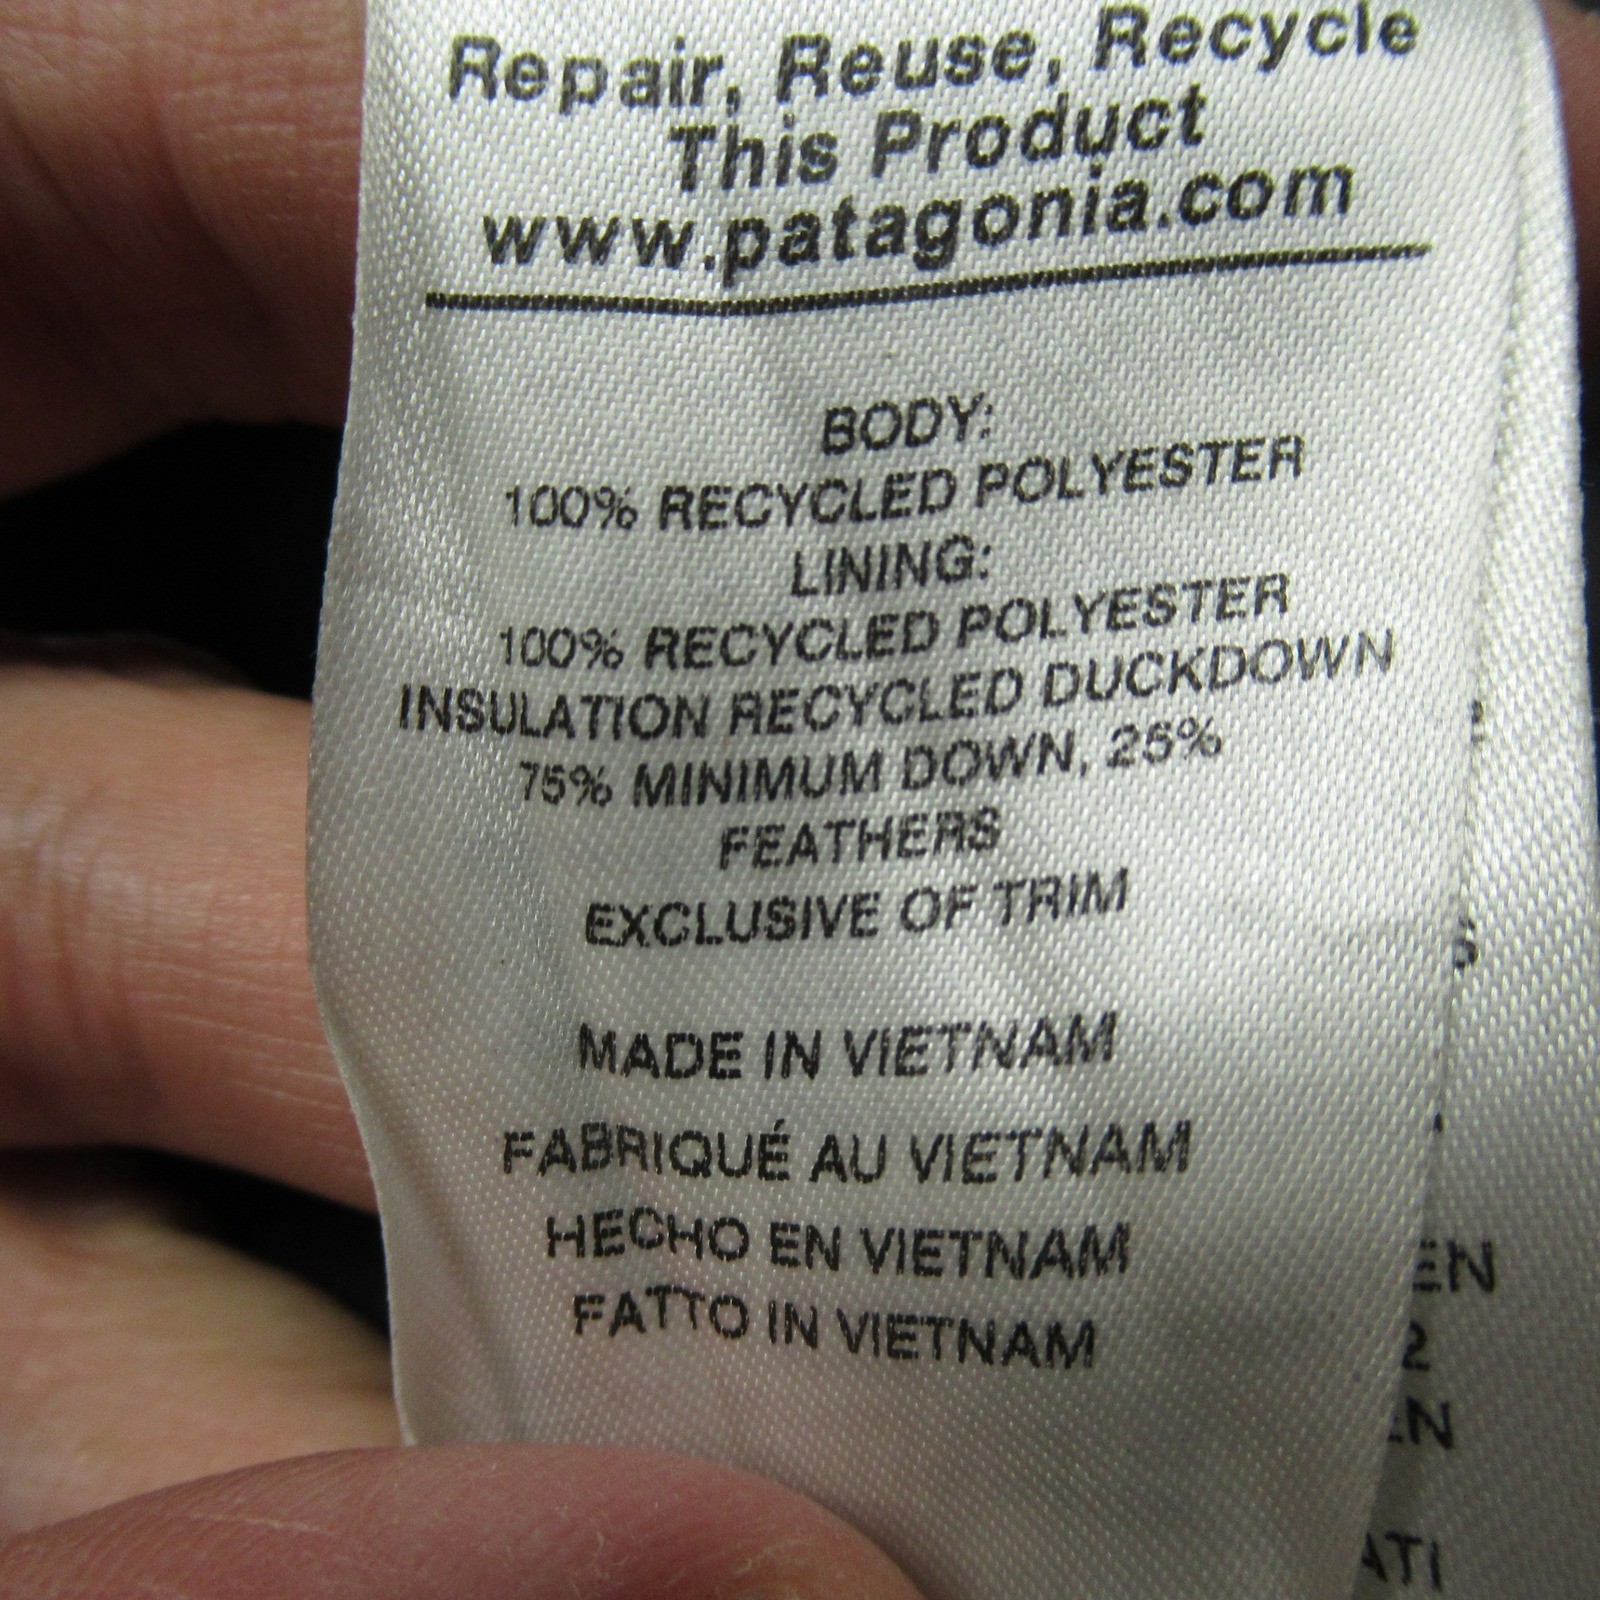 Repair, Reuse, Recycle
This Product
www.patagonia.com
BODY:
100% RECYCLED POLYESTER
LINING:
100% RECYCLED POLYESTER
INSULATION RECYCLED DUCKDOWN
75% MINIMUM DOWN, 25%
FEATHERS
EXCLUSIVE OF TRIM
MADE IN VIETNAM
FABRIQUÉ AU VIETNAM
HECHO EN VIETNAM
FATTO IN VIETNAM